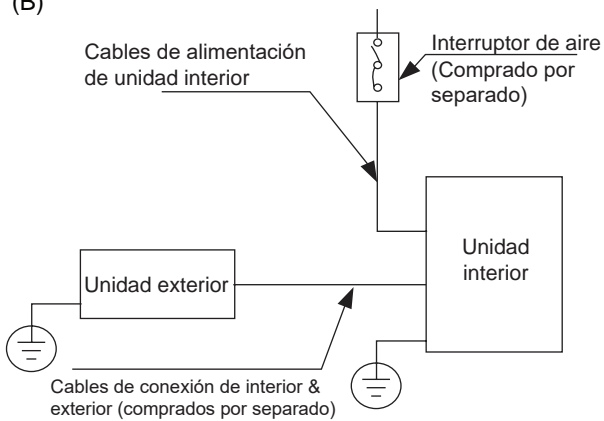 (B)
Cables de alimentación
de unidad interior
Interruptor de aire
(Comprado por
separado)
Unidad
interior
Unidad exterior
Cables de conexión de interior &
exterior (comprados por separado)